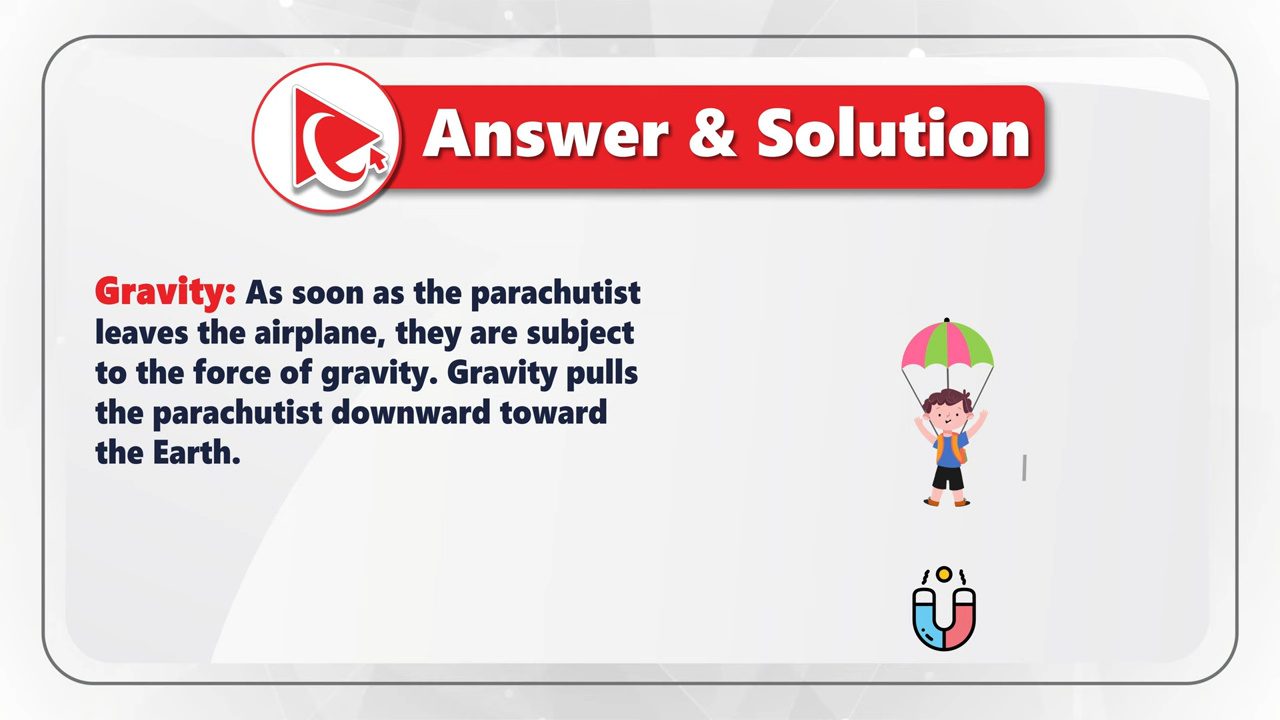 Answer & Solution
Gravity: As soon as the parachutist
leaves the airplane, they are subject
to the force of gravity. Gravity pulls
the parachutist downward toward
the Earth.